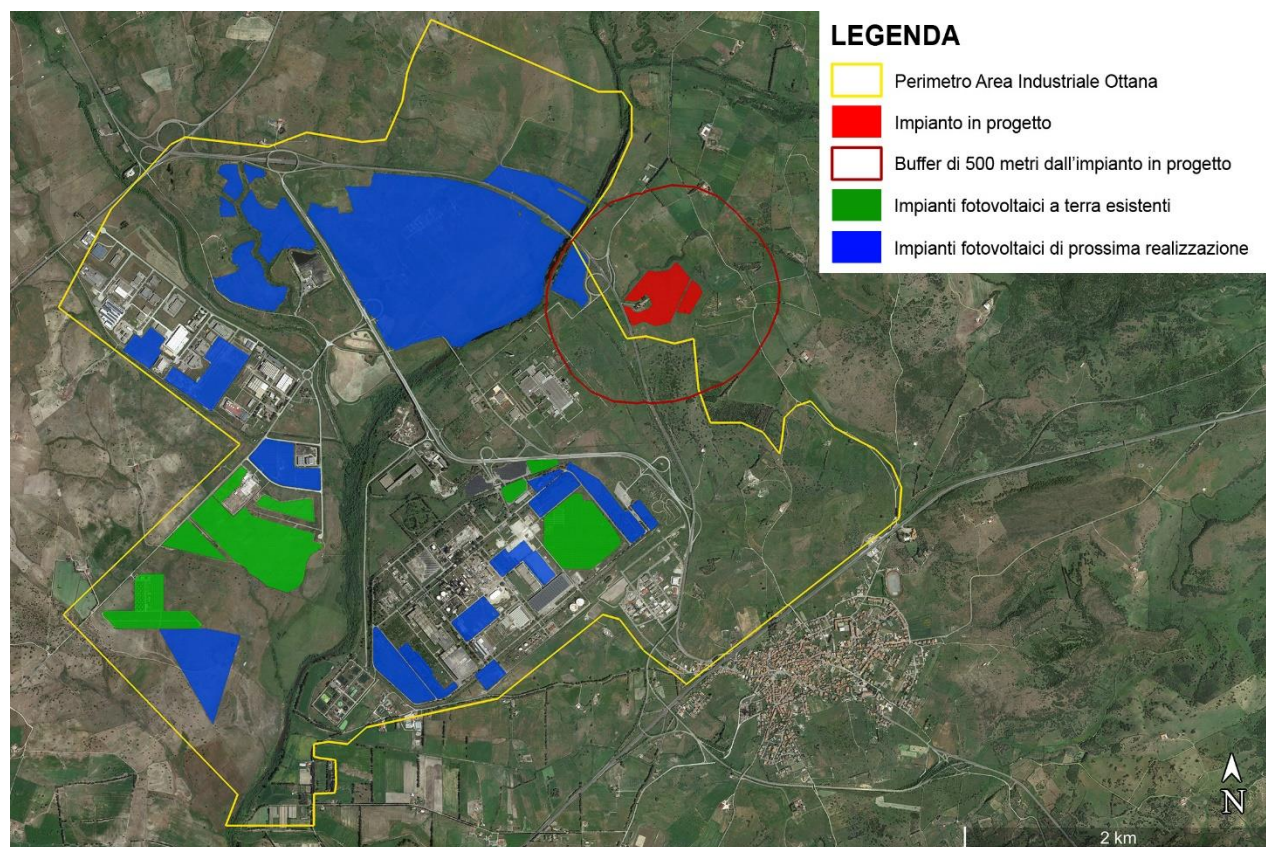 LEGENDA
Perimetro Area Industriale Ottana
Impianto in progetto
Buffer di 500 metri dall'impianto in progetto
Impianti fotovoltaici a terra esistenti
Impianti fotovoltaici di prossima realizzazione
N
2 km